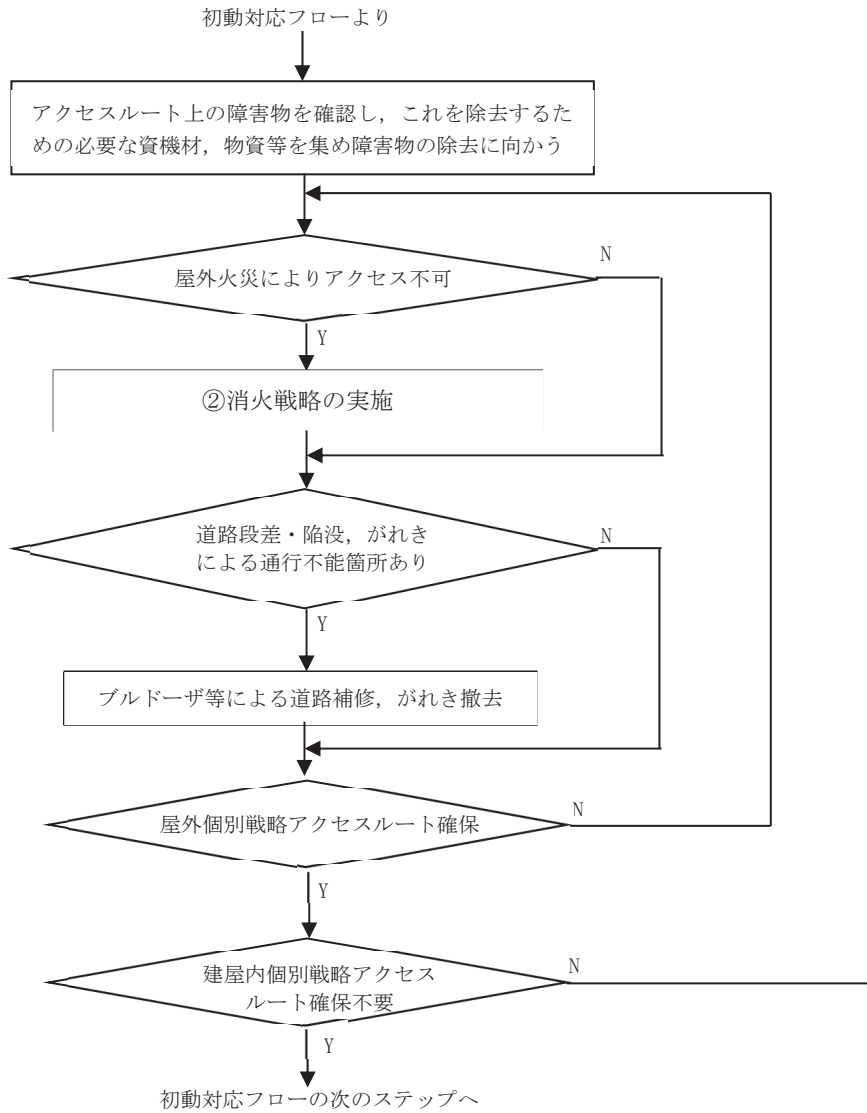 初動対応フローより
アクセスルート上の障害物を確認し，これを除去するた
めの必要な資機材，物資等を集め障害物の除去に向かう
屋外火災によりアクセス不可
N
Y
②消火戦略の実施
道路段差・陥没，がれき
による通行不能箇所あり
N
Y
ブルドーザ等による道路補修，がれき撤去
屋外個別戦略アクセスルート確保
N
Y
建屋内個別戦略アクセス
ルート確保不要
N
Y
初動対応フローの次のステップへ